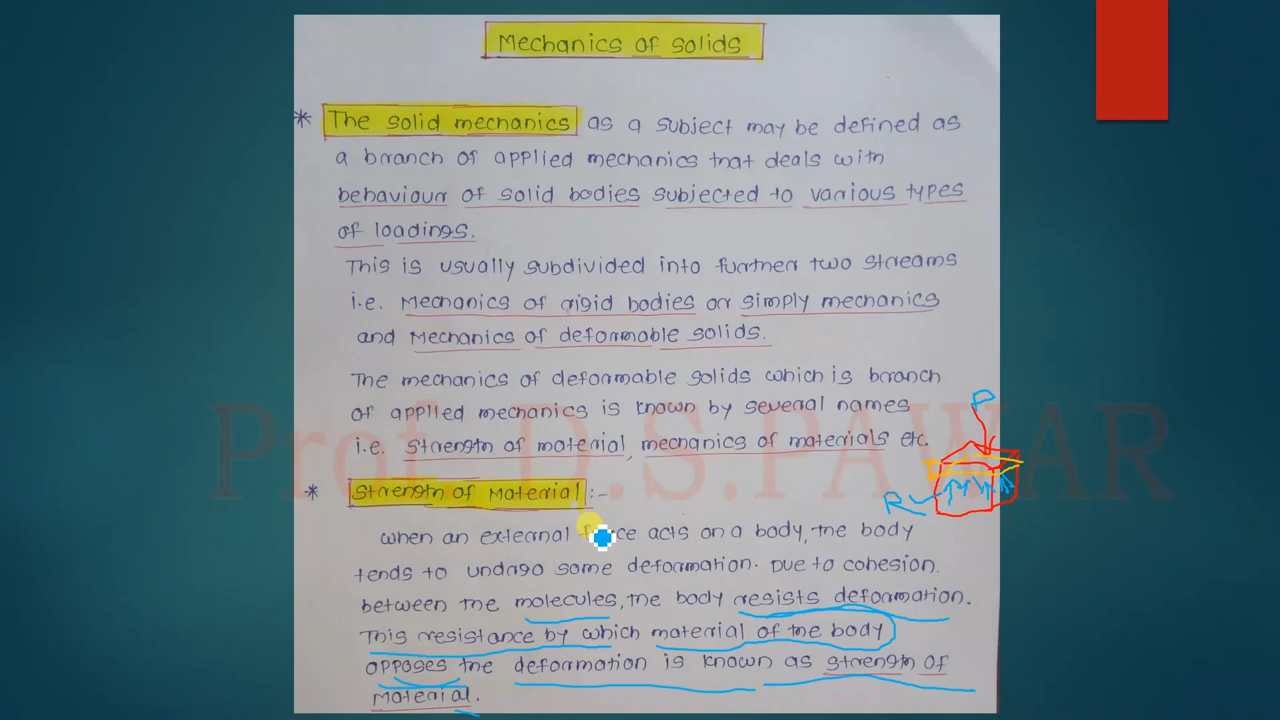 Mechanics of solids
* The solid mechanics as a subject may be defined as
a branch of applied mechanics that deals with
behaviour of solid bodies subjected to various types
of loadings.
This is usually subdivided into further two streams
i.e. Mechanics of rigid bodies or simply mechanics
and Mechanics of deformable solids.
The mechanics of deformable solids which is branch
of applied mechanics is known by several names
i.e. strength of material, mechanics of materials etc.
P
R
* Strength of Material :-
when an external force acts on a body, the body
tends to undago some deformation. Due to cohesion
between the molecules, the body resists deformation.
This resistance by which material of the body
opposes the deformation is known as strength of
Material.
Prof. D.S.PAWAR